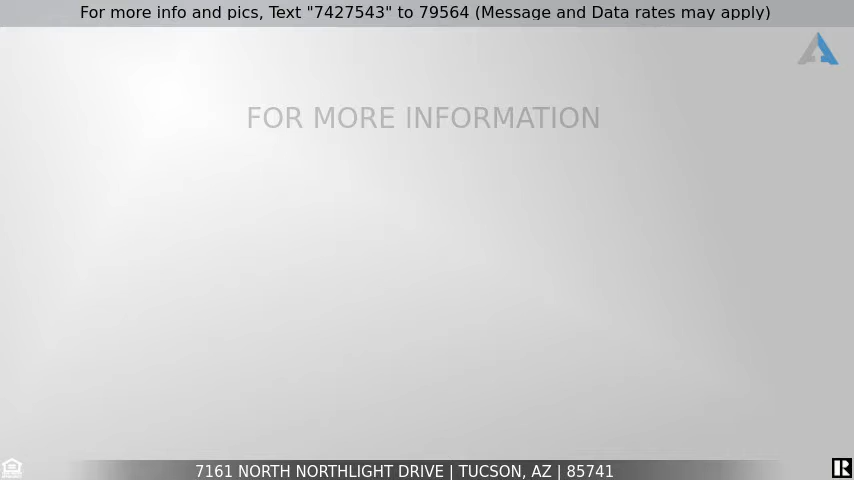 For more info and pics, Text "7427543" to 79564 (Message and Data rates may apply)
FOR MORE INFORMATION
7161 NORTH NORTHLIGHT DRIVE | TUCSON, AZ | 85741